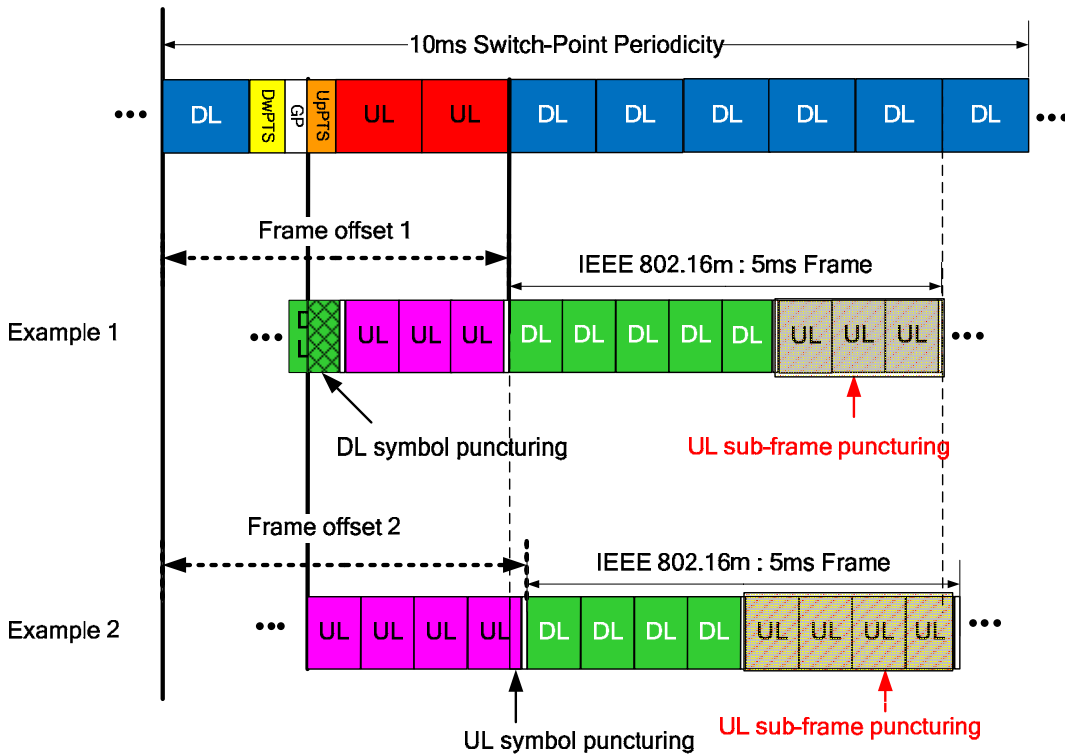 10ms Switch-Point Periodicity
••• DL DwPTS GP UpPTS UL UL DL DL DL DL DL DL •••
Frame offset 1
IEEE 802.16m : 5ms Frame
Example 1 ••• UL UL UL DL DL DL DL DL UL UL UL •••
DL symbol puncturing
UL sub-frame puncturing
Frame offset 2
IEEE 802.16m : 5ms Frame
Example 2 ••• UL UL UL UL DL DL DL DL UL UL UL UL •••
UL symbol puncturing
UL sub-frame puncturing